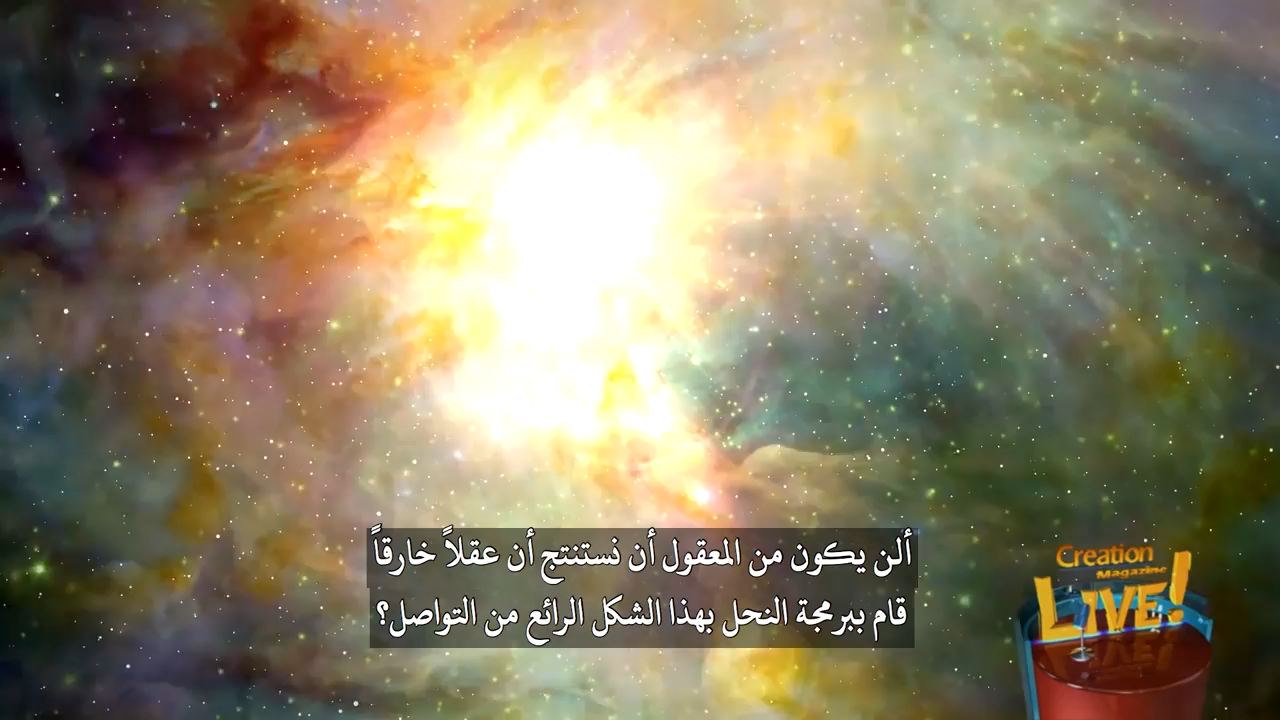 ألن يكون من المعقول أن نستنتج أن عقلاً خارقاً
قام ببرمجة النحل بهذا الشكل الرائع من التواصل؟
Creation
Magazine
LIVE!